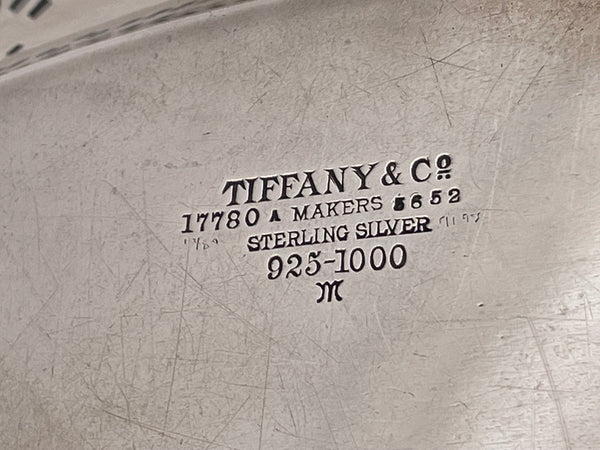 TIFFANY & Cº
17780 A MAKERS 5652
STERLING SILVER
925-1000
M